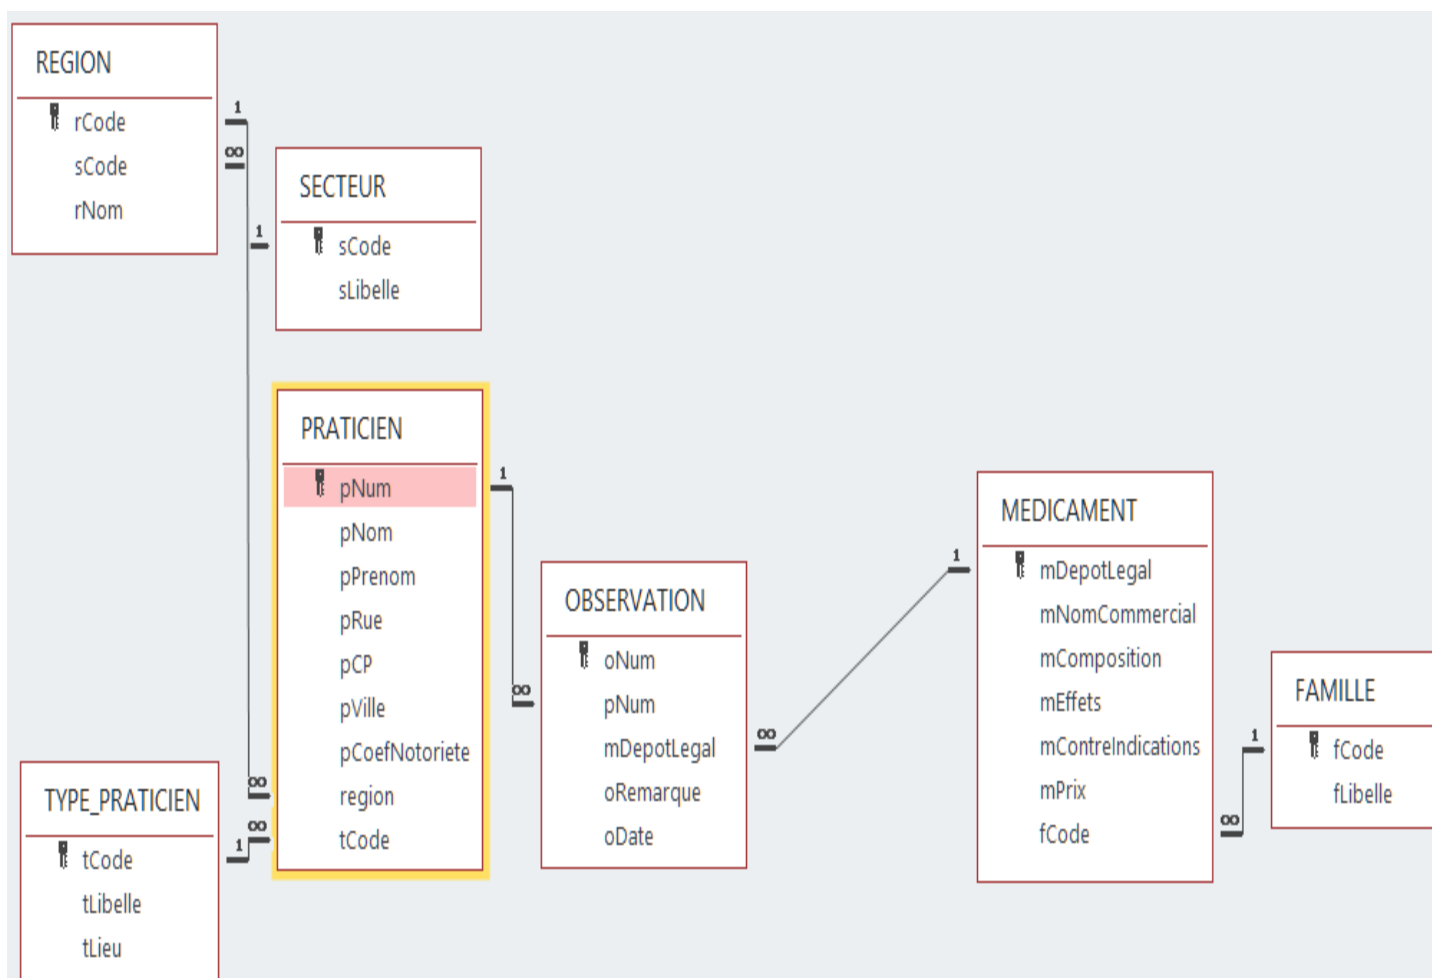 REGION
rCode
sCode
rNom
1
∞
1
SECTEUR
sCode
sLibelle
PRATICIEN
pNum
pNom
pPrenom
pRue
pCP
pVille
pCoefNotoriete
region
tCode
∞
∞
1
TYPE_PRATICIEN
tCode
tLibelle
tLieu
1
∞
OBSERVATION
oNum
pNum
mDepotLegal
oRemarque
oDate
∞
1
MEDICAMENT
mDepotLegal
mNomCommercial
mComposition
mEffets
mContreIndications
mPrix
fCode
∞
1
FAMILLE
fCode
fLibelle